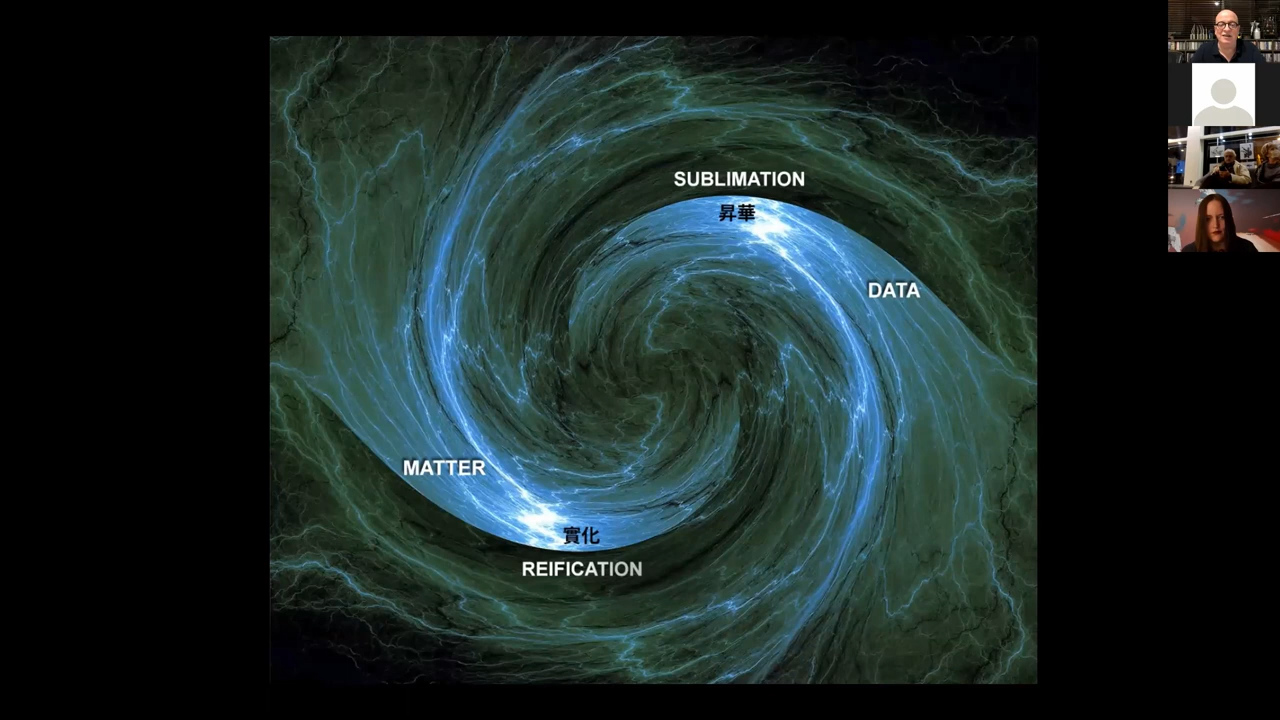 SUBLIMATION
昇華
DATA
MATTER
實化
REIFICATION